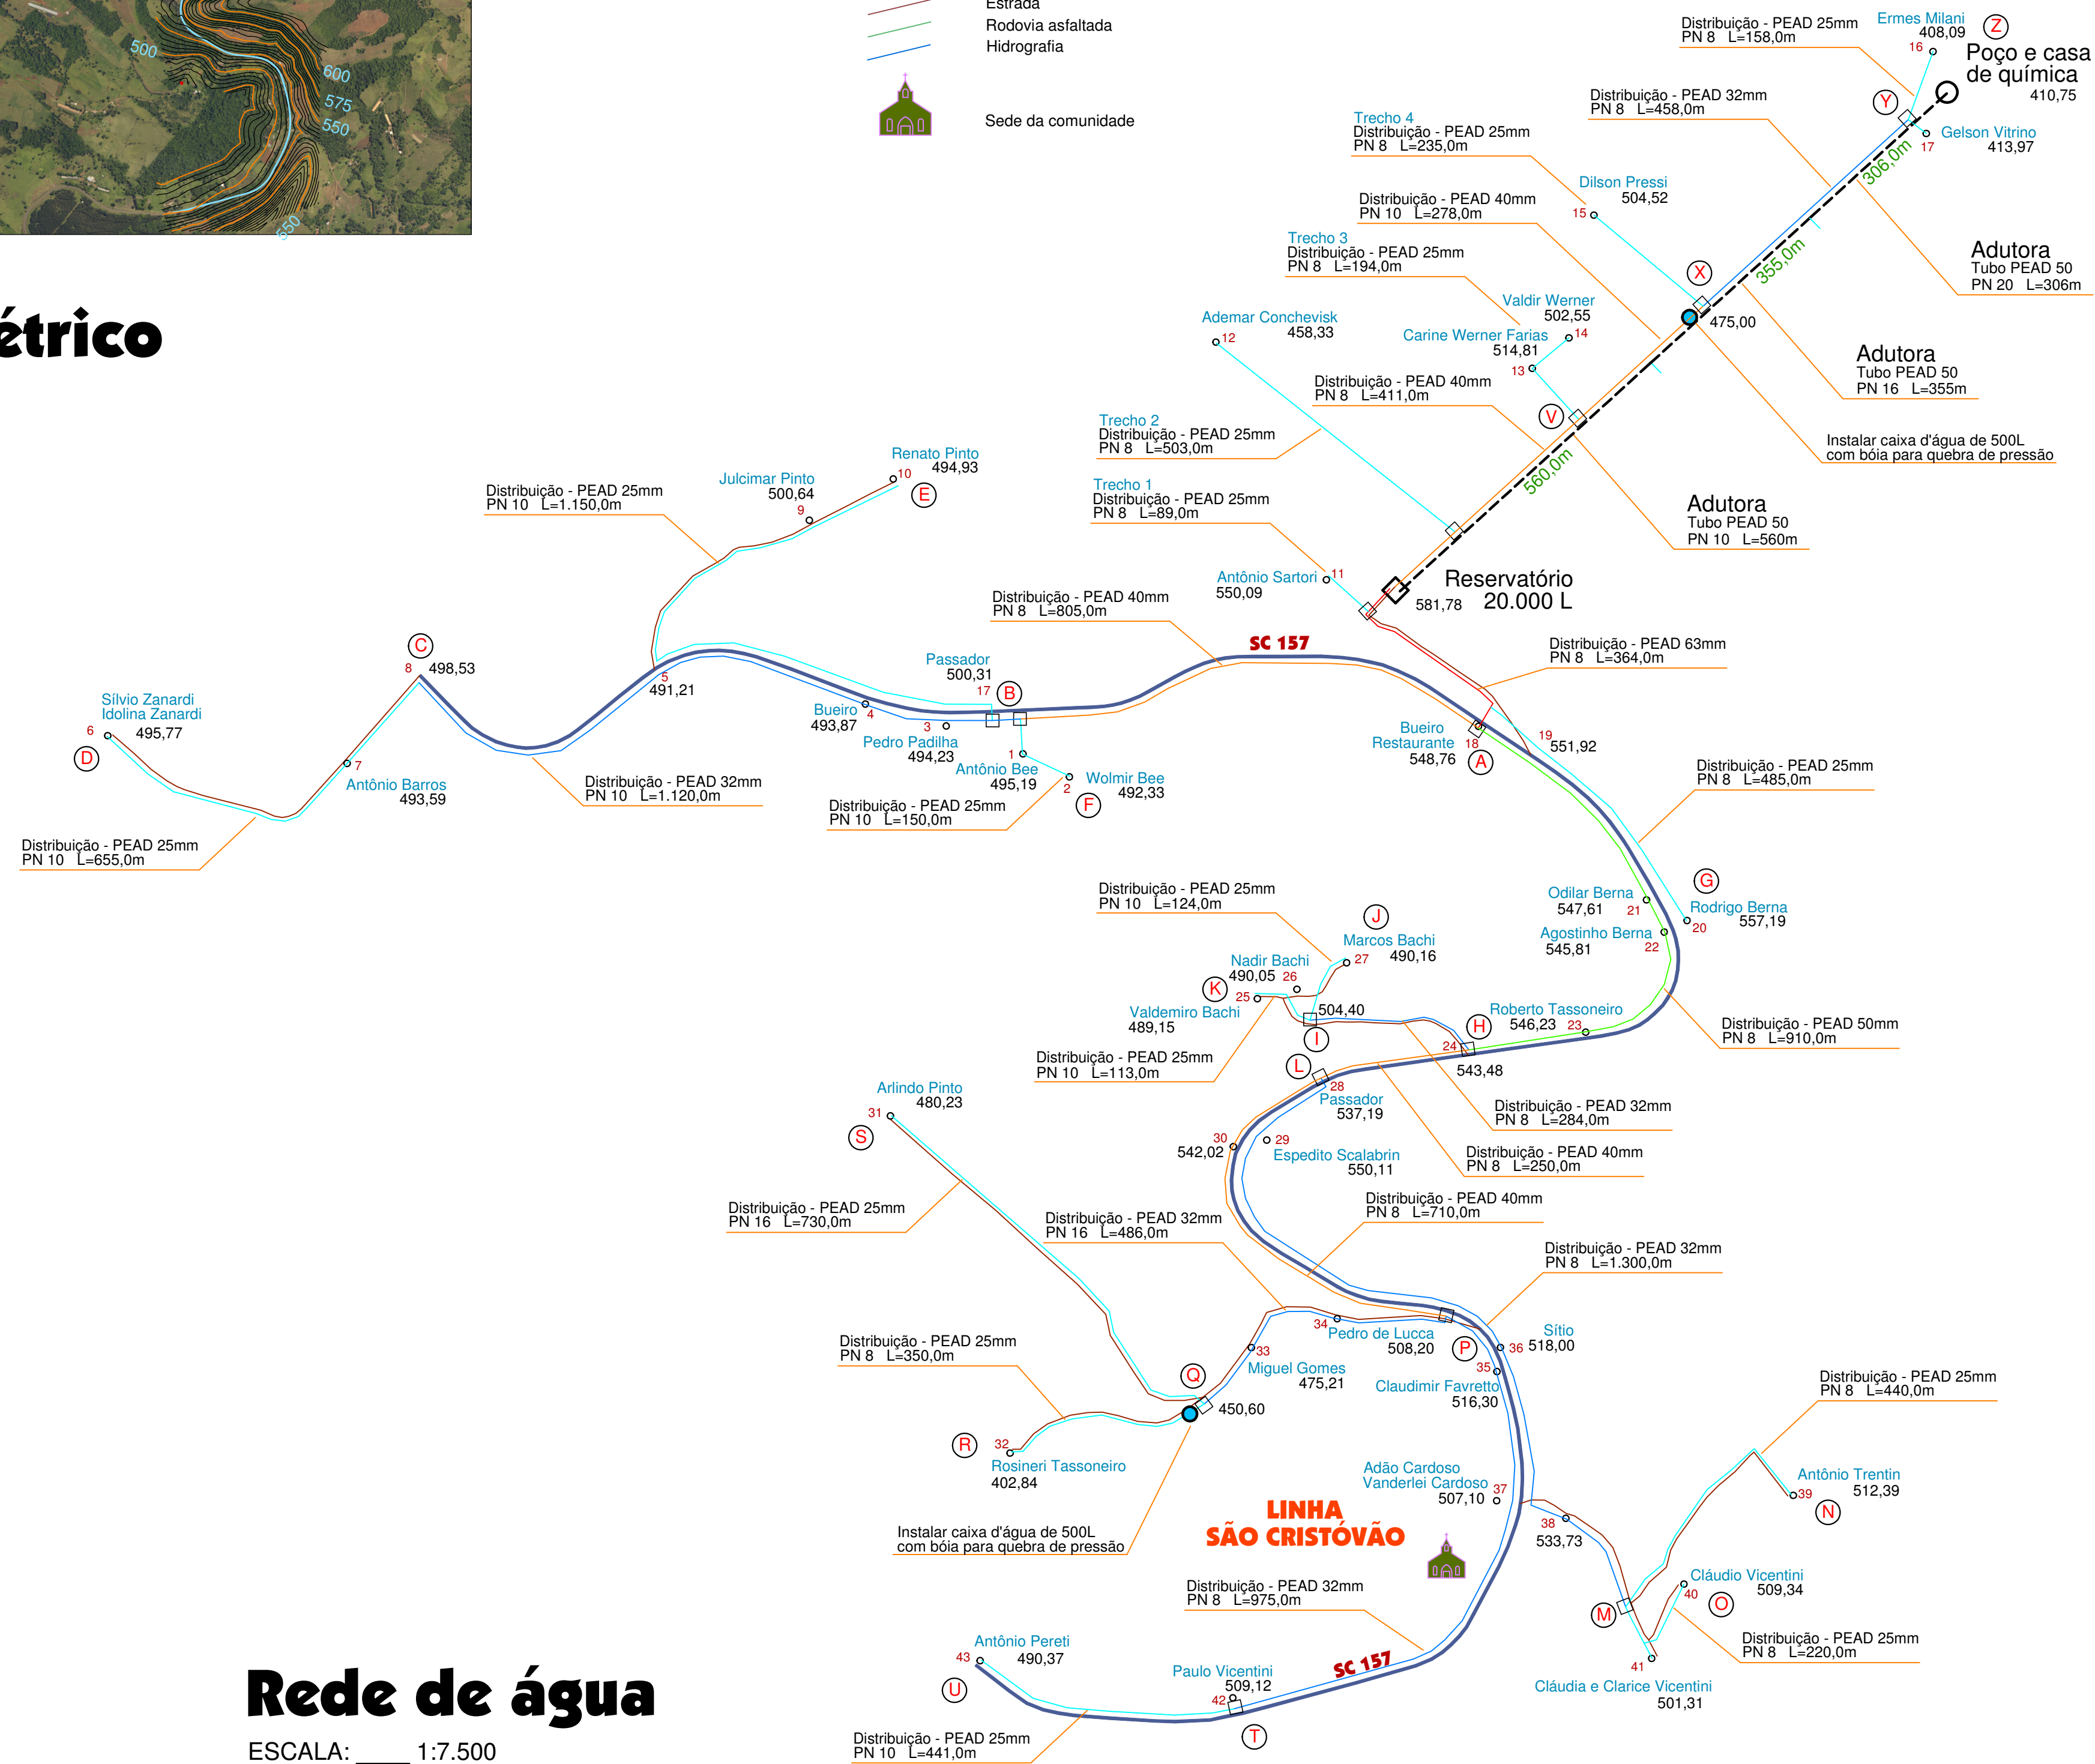 Estrada
Rodovia asfaltada
Hidrografia
Sede da comunidade
500
600
575
550
550
étrico
Distribuição - PEAD 25mm
PN 8 L=158,0m
Ermes Milani
408,09
16
Z
Poço e casa
de química
410,75
Y
Gelson Vitrino
413,97
17
Distribuição - PEAD 32mm
PN 8 L=458,0m
306,0m
Trecho 4
Distribuição - PEAD 25mm
PN 8 L=235,0m
Dilson Pressi
504,52
15
Distribuição - PEAD 40mm
PN 10 L=278,0m
355,0m
Adutora
Tubo PEAD 50
PN 20 L=306m
X
475,00
Trecho 3
Distribuição - PEAD 25mm
PN 8 L=194,0m
Valdir Werner
502,55
14
Carine Werner Farias
514,81
13
Ademar Conchevisk
458,33
12
Adutora
Tubo PEAD 50
PN 16 L=355m
Distribuição - PEAD 40mm
PN 8 L=411,0m
V
Trecho 2
Distribuição - PEAD 25mm
PN 8 L=503,0m
Instalar caixa d'água de 500L
com bóia para quebra de pressão
560,0m
Trecho 1
Distribuição - PEAD 25mm
PN 8 L=89,0m
Adutora
Tubo PEAD 50
PN 10 L=560m
Renato Pinto
494,93
10
E
Julcimar Pinto
500,64
9
Distribuição - PEAD 25mm
PN 10 L=1.150,0m
Antônio Sartori
550,09
11
Reservatório
20.000 L
581,78
Distribuição - PEAD 40mm
PN 8 L=805,0m
SC 157
Distribuição - PEAD 63mm
PN 8 L=364,0m
C
8
498,53
5
491,21
Passador
500,31
17
B
Bueiro
493,87
4
3
Pedro Padilha
494,23
1
Antônio Bee
495,19
Wolmir Bee
492,33
2
F
Sílvio Zanardi
Idolina Zanardi
495,77
6
D
7
Antônio Barros
493,59
Distribuição - PEAD 32mm
PN 10 L=1.120,0m
Distribuição - PEAD 25mm
PN 10 L=150,0m
Distribuição - PEAD 25mm
PN 10 L=655,0m
Bueiro
Restaurante
548,76
18
A
19
551,92
Distribuição - PEAD 25mm
PN 8 L=485,0m
G
Odilar Berna
547,61
21
Rodrigo Berna
557,19
20
Agostinho Berna
545,81
22
Distribuição - PEAD 25mm
PN 10 L=124,0m
J
Marcos Bachi
490,16
27
Nadir Bachi
490,05
26
K
25
Valdemiro Bachi
489,15
504,40
I
Roberto Tassoneiro
546,23
23
H
24
543,48
Distribuição - PEAD 50mm
PN 8 L=910,0m
Distribuição - PEAD 25mm
PN 10 L=113,0m
L
28
Passador
537,19
Distribuição - PEAD 32mm
PN 8 L=284,0m
Arlindo Pinto
480,23
31
S
30
542,02
29
Espedito Scalabrin
550,11
Distribuição - PEAD 40mm
PN 8 L=250,0m
Distribuição - PEAD 25mm
PN 16 L=730,0m
Distribuição - PEAD 32mm
PN 16 L=486,0m
Distribuição - PEAD 40mm
PN 8 L=710,0m
Distribuição - PEAD 32mm
PN 8 L=1.300,0m
34
Pedro de Lucca
508,20
P
Sítio
518,00
36
35
Claudimir Favretto
516,30
33
Miguel Gomes
475,21
Distribuição - PEAD 25mm
PN 8 L=350,0m
Q
450,60
Distribuição - PEAD 25mm
PN 8 L=440,0m
R
32
Rosineri Tassoneiro
402,84
Adão Cardoso
Vanderlei Cardoso
507,10
37
Antônio Trentin
512,39
39
N
LINHA
SÃO CRISTÓVÃO
38
533,73
Instalar caixa d'água de 500L
com bóia para quebra de pressão
Cláudio Vicentini
509,34
40
O
M
Distribuição - PEAD 32mm
PN 8 L=975,0m
Distribuição - PEAD 25mm
PN 8 L=220,0m
41
Cláudia e Clarice Vicentini
501,31
Antônio Pereti
490,37
43
U
Paulo Vicentini
509,12
42
T
SC 157
Distribuição - PEAD 25mm
PN 10 L=441,0m
Rede de água
ESCALA: ____ 1:7.500